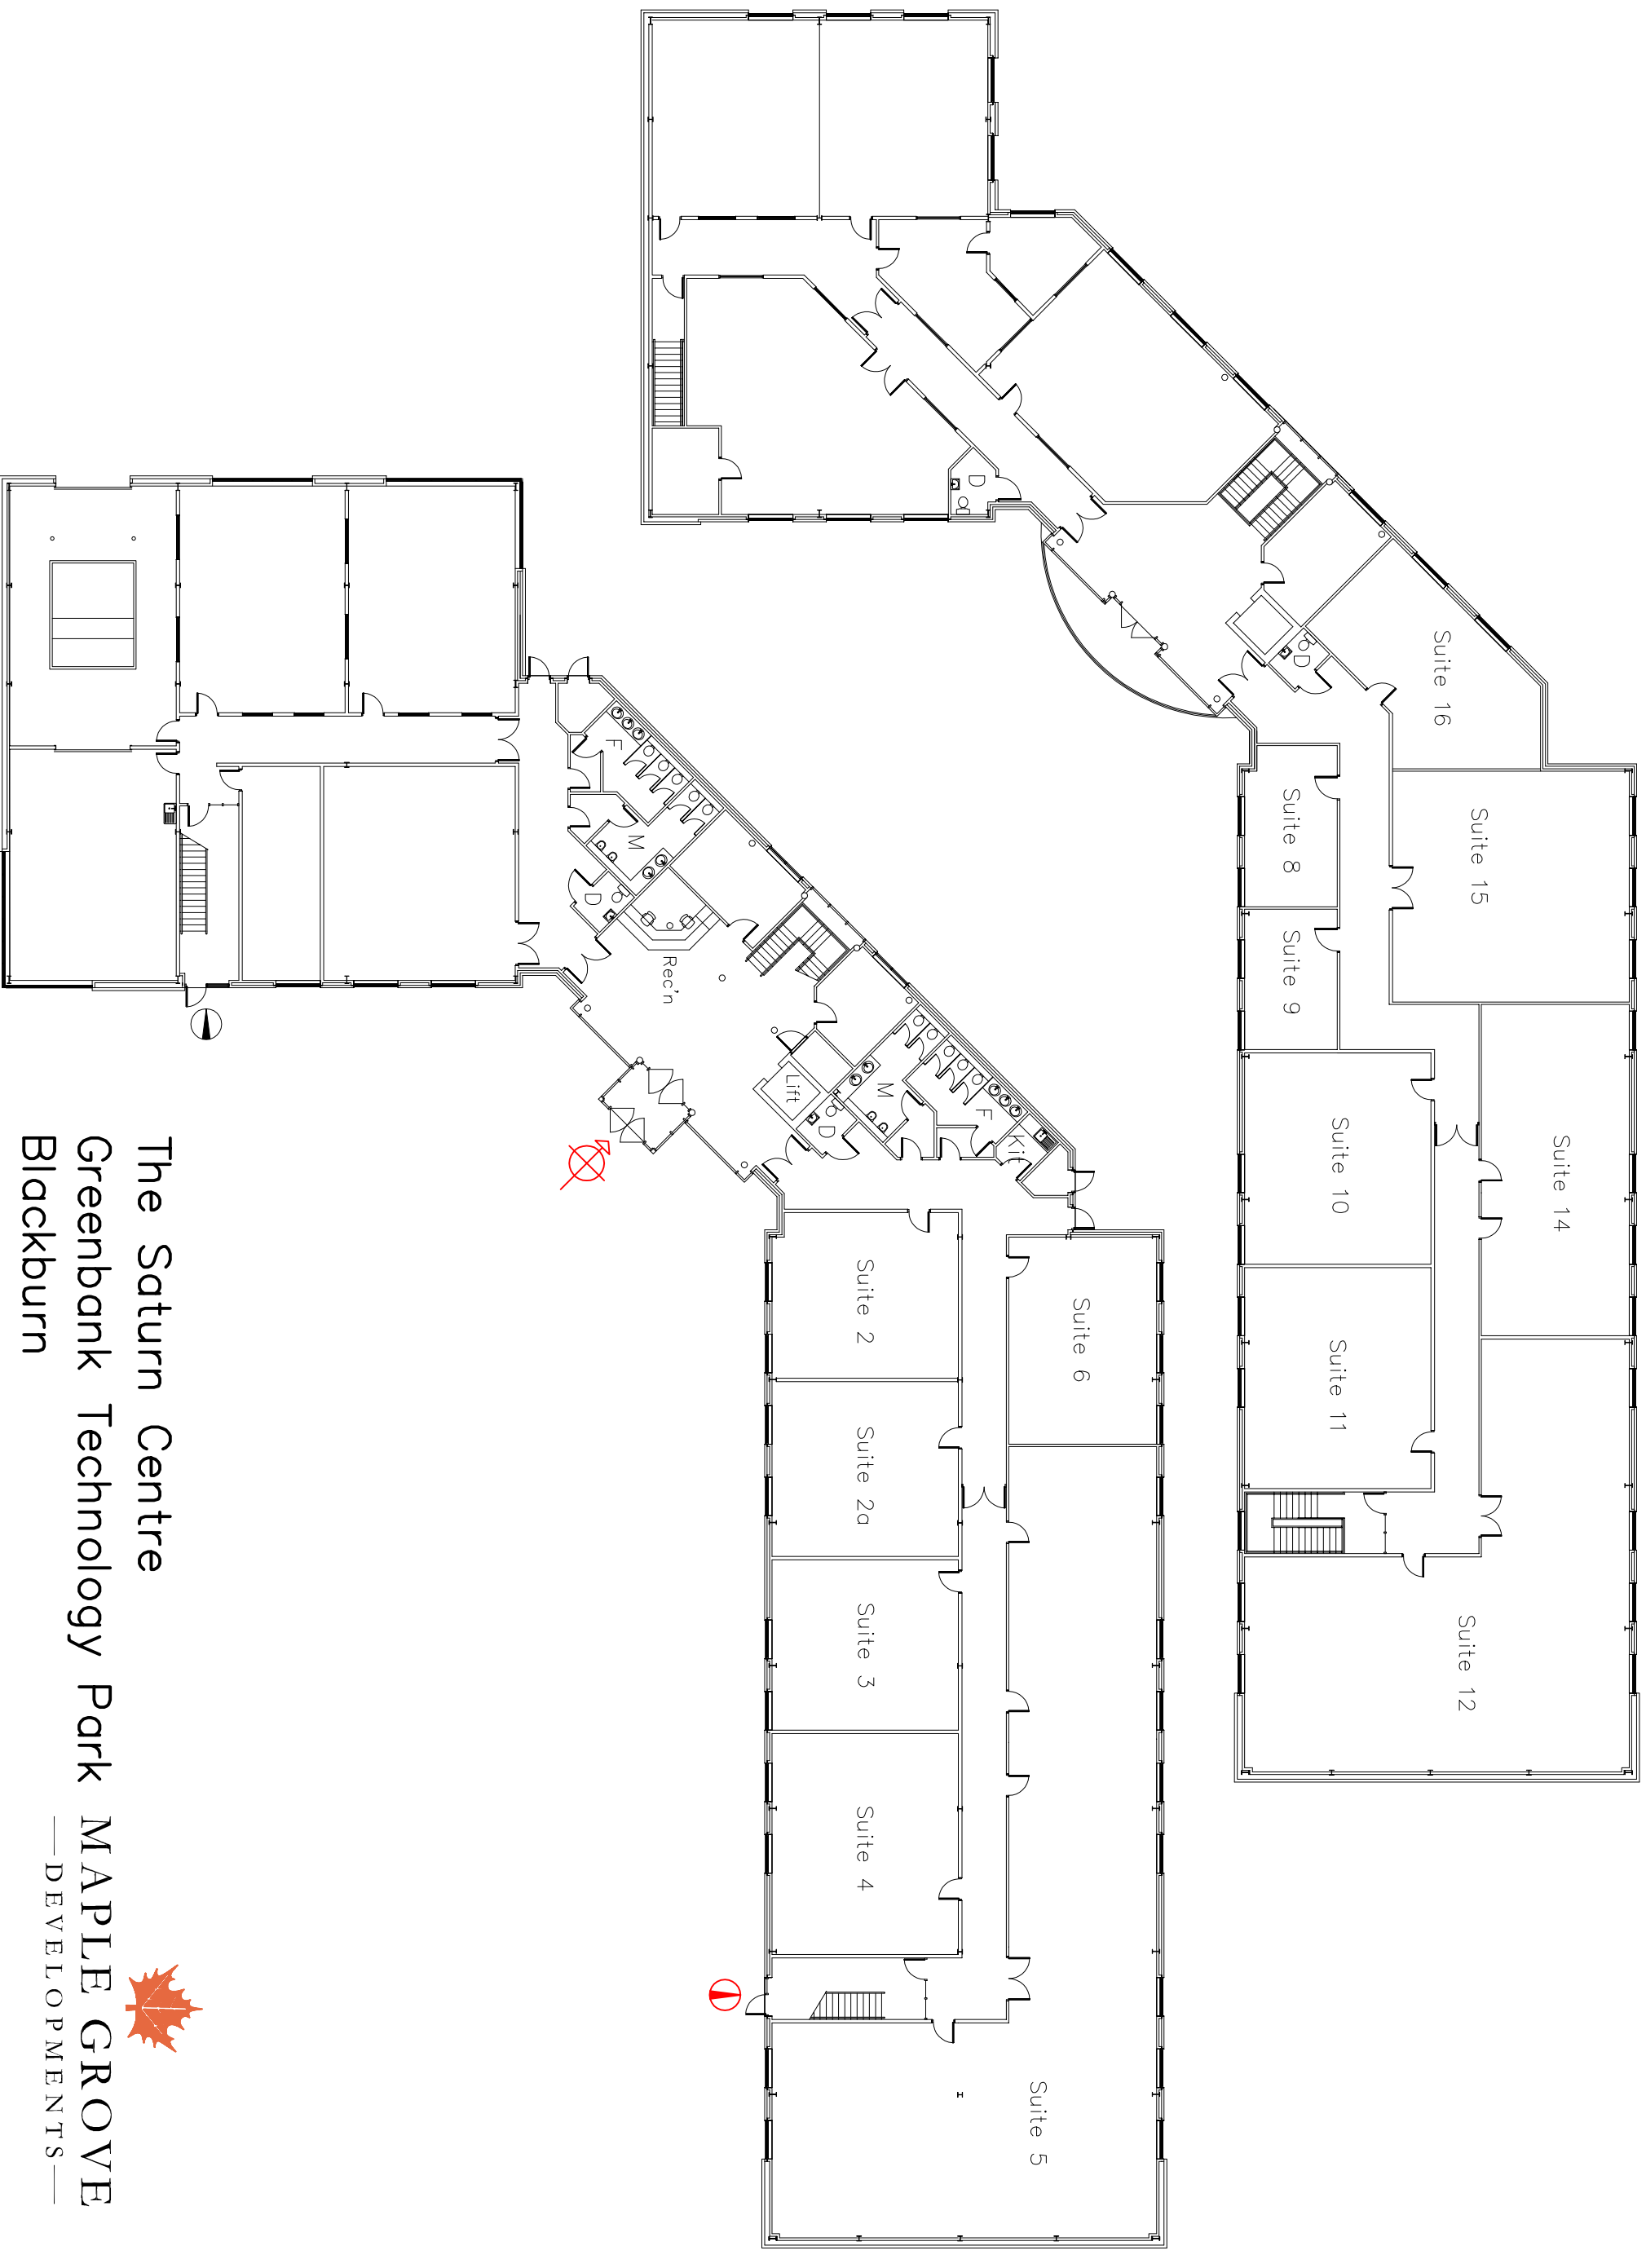 Suite 16
Suite 15
Suite 14
Suite 12
Suite 8
Suite 9
Suite 10
Suite 11
D
D
F
M
D
Rec'n
Lift
D
M
F
Kit
Suite 6
Suite 2
Suite 2a
Suite 3
Suite 4
Suite 5
The Saturn Centre
Greenbank Technology Park
Blackburn
MAPLE GROVE
DEVELOPMENTS